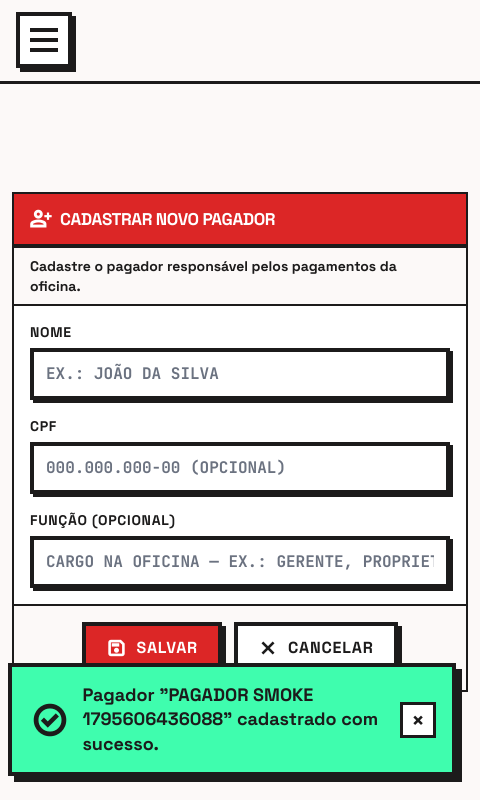 CADASTRAR NOVO PAGADOR
Cadastre o pagador responsável pelos pagamentos da
oficina.
NOME
EX.: JOÃO DA SILVA
CPF
000.000.000-00 (OPCIONAL)
FUNÇÃO (OPCIONAL)
CARGO NA OFICINA — EX.: GERENTE, PROPRIET
SALVAR
CANCELAR
Pagador "PAGADOR SMOKE
1795606436088" cadastrado com
sucesso.